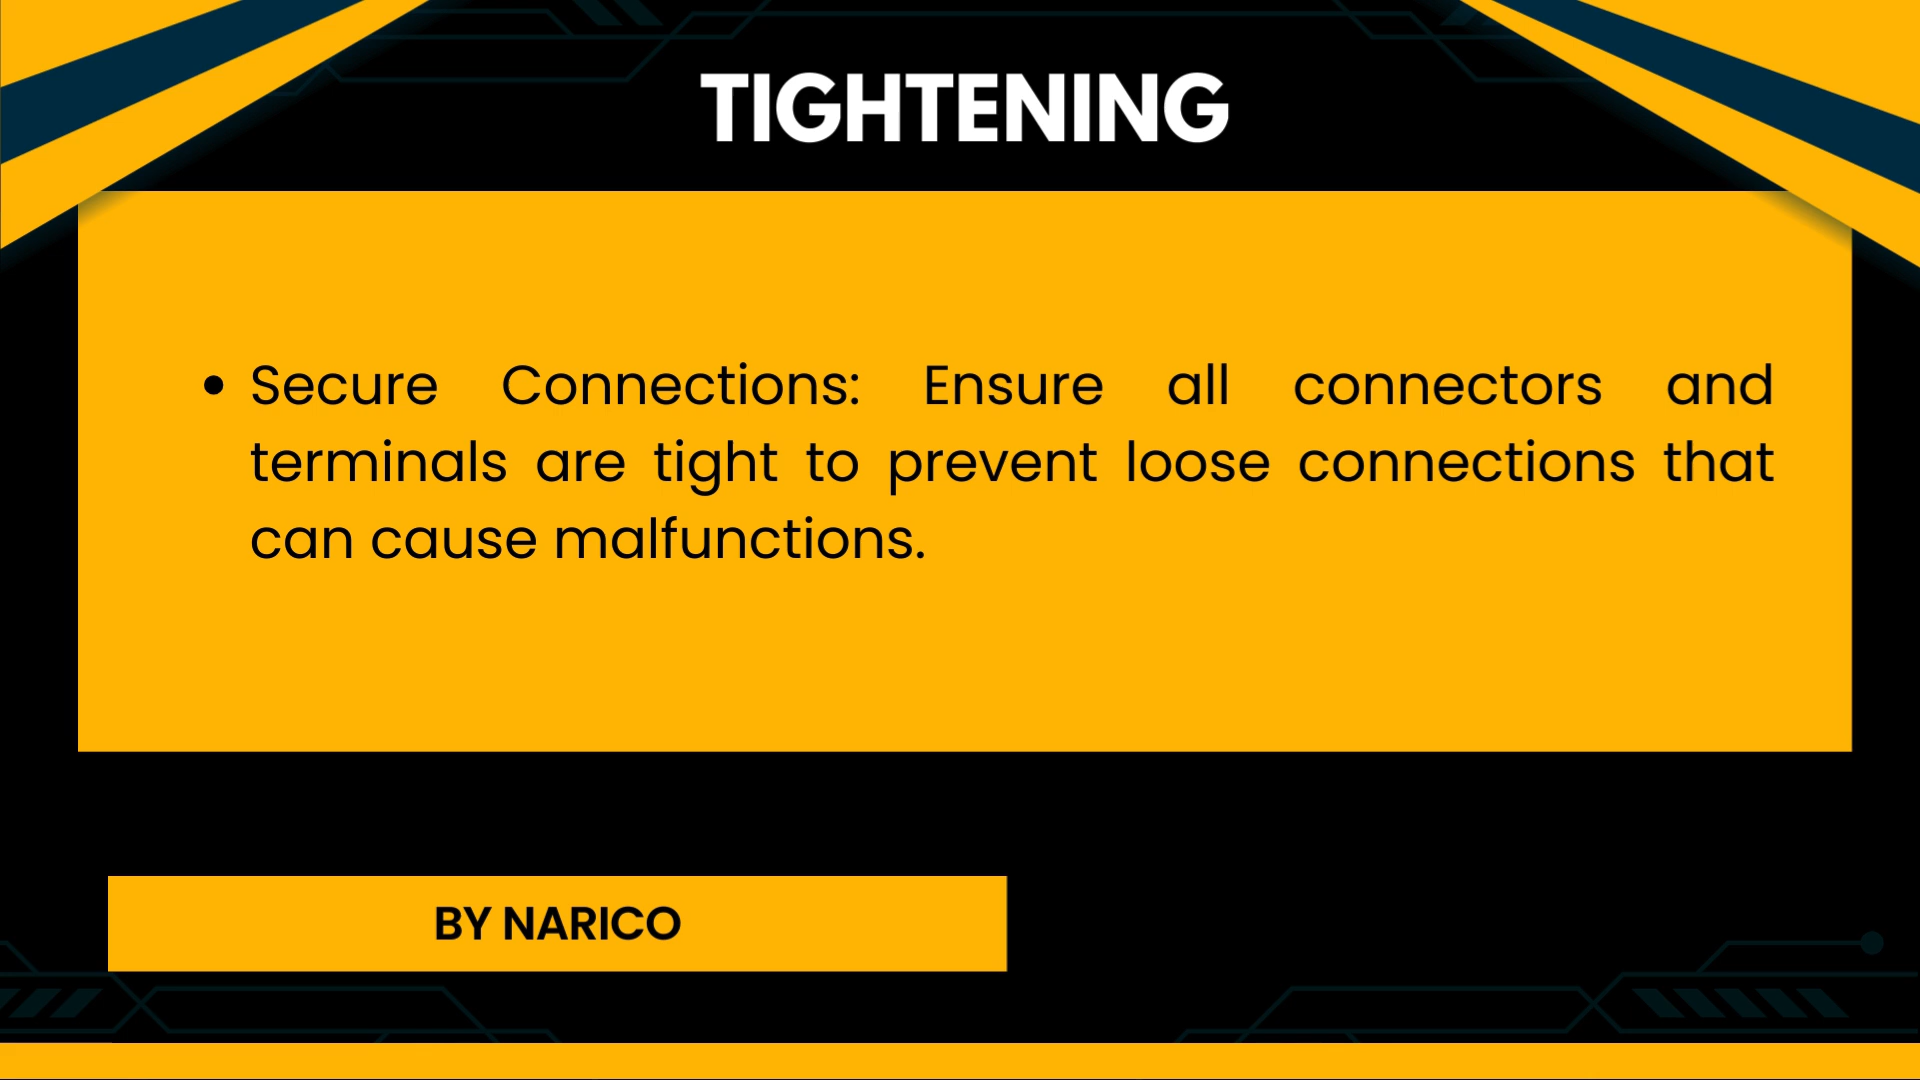 TIGHTENING
• Secure Connections: Ensure all connectors and
terminals are tight to prevent loose connections that
can cause malfunctions.
BY NARICO